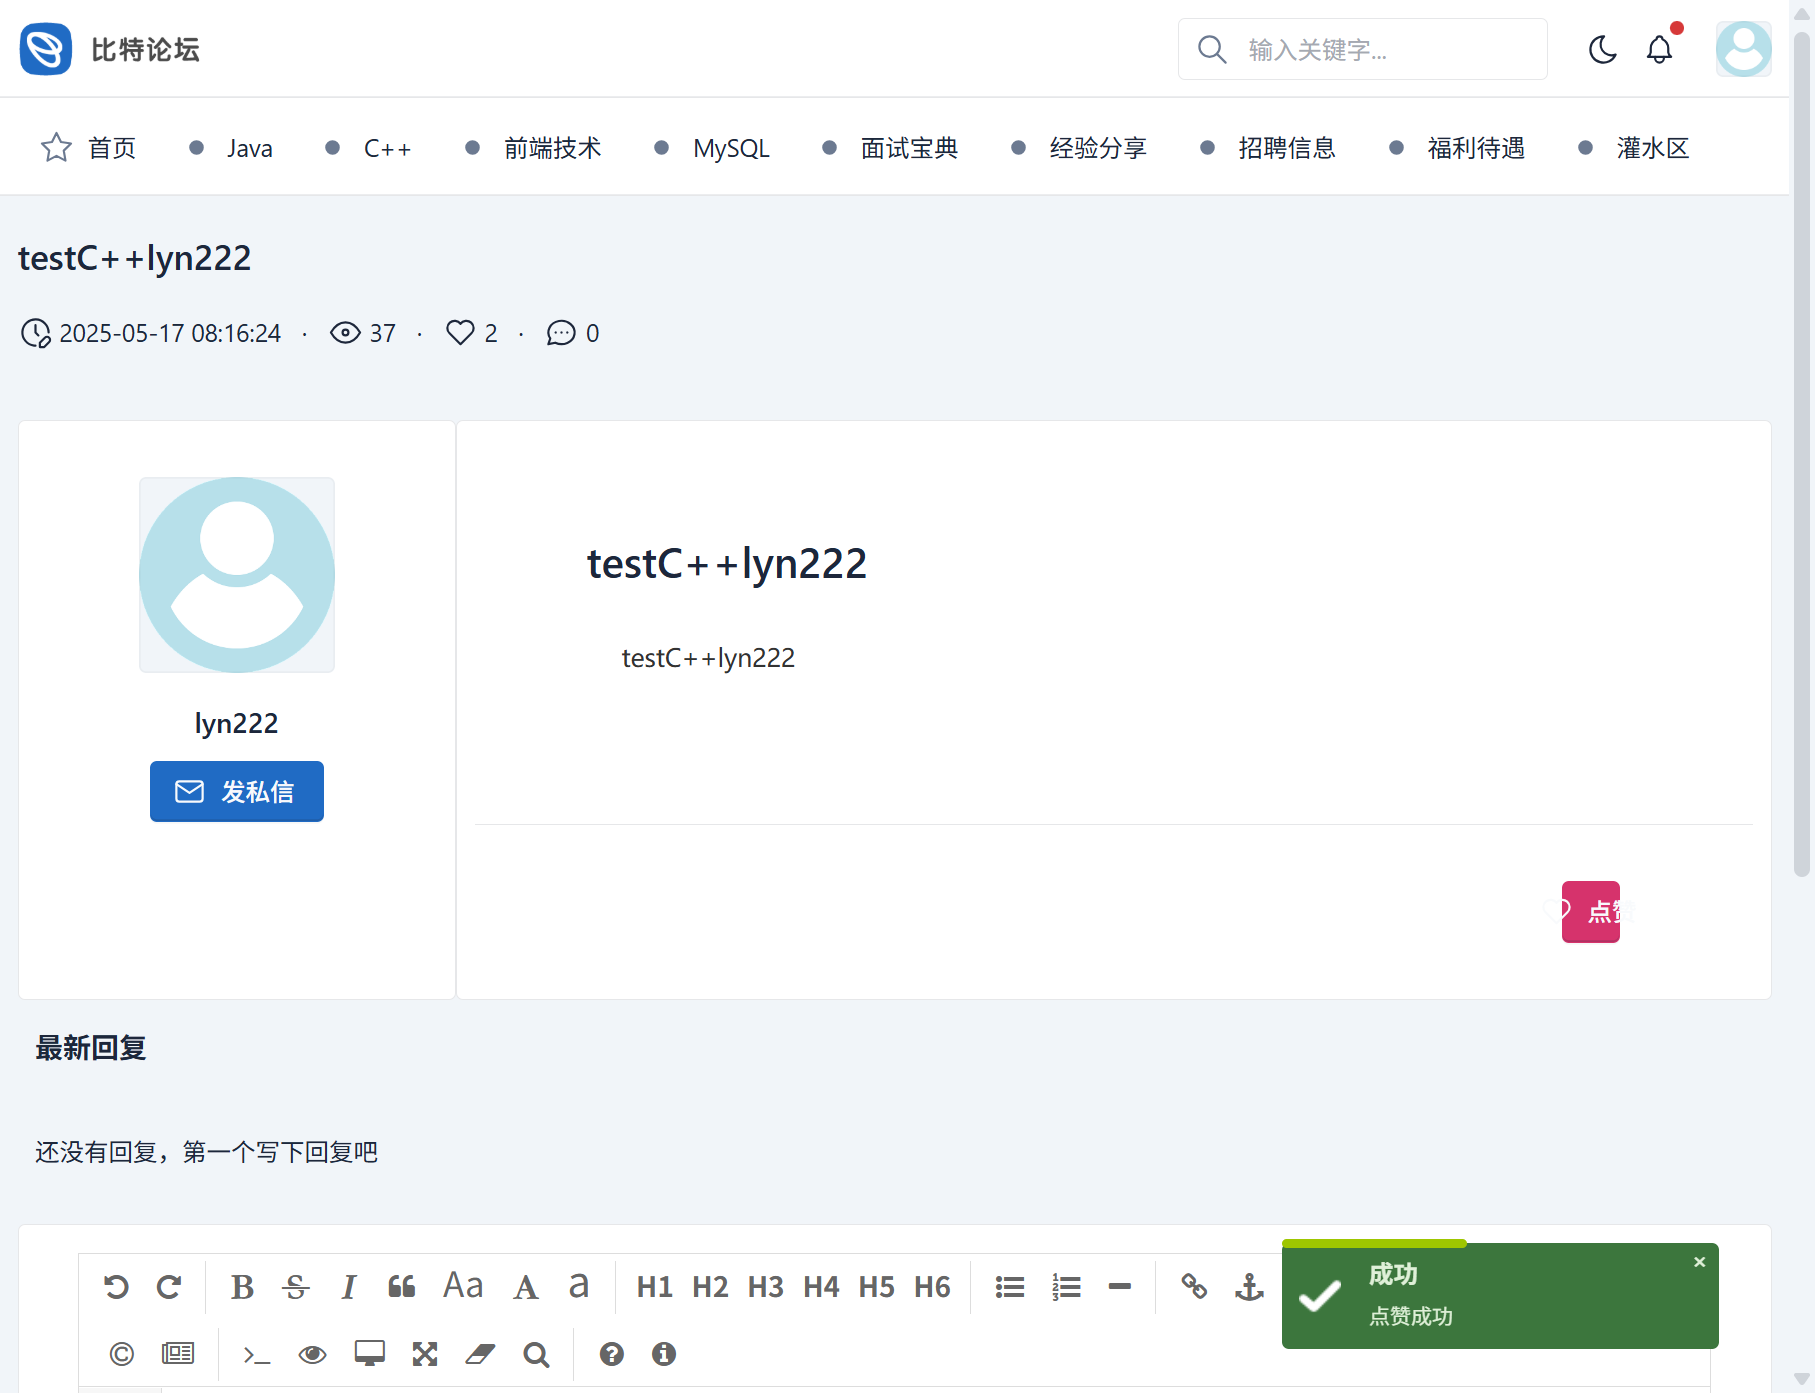 比特论坛
输入关键字...
首页 Java C++ 前端技术 MySQL 面试宝典 经验分享 招聘信息 福利待遇 灌水区
testC++lyn222
2025-05-17 08:16:24 · 37 · 2 · 0
testC++lyn222
testC++lyn222
lyn222
发私信
点赞
最新回复
还没有回复，第一个写下回复吧
B S I Aa A a H1 H2 H3 H4 H5 H6
成功
点赞成功